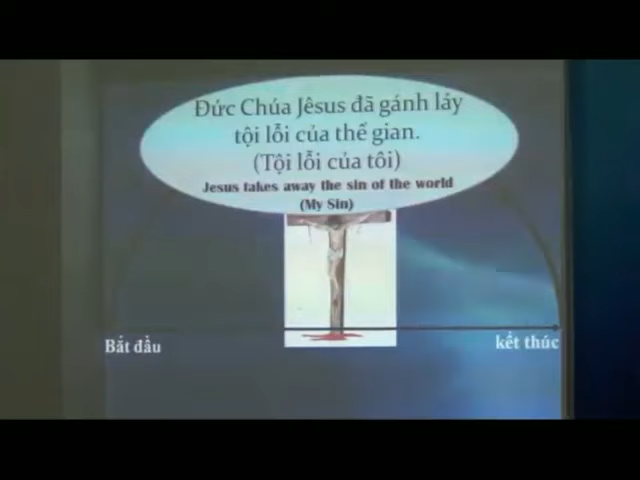 Đức Chúa Jêsus đã gánh lấy
tội lỗi của thế gian.
(Tội lỗi của tôi)
Jesus takes away the sin of the world
(My Sin)
Bắt đầu
kết thúc